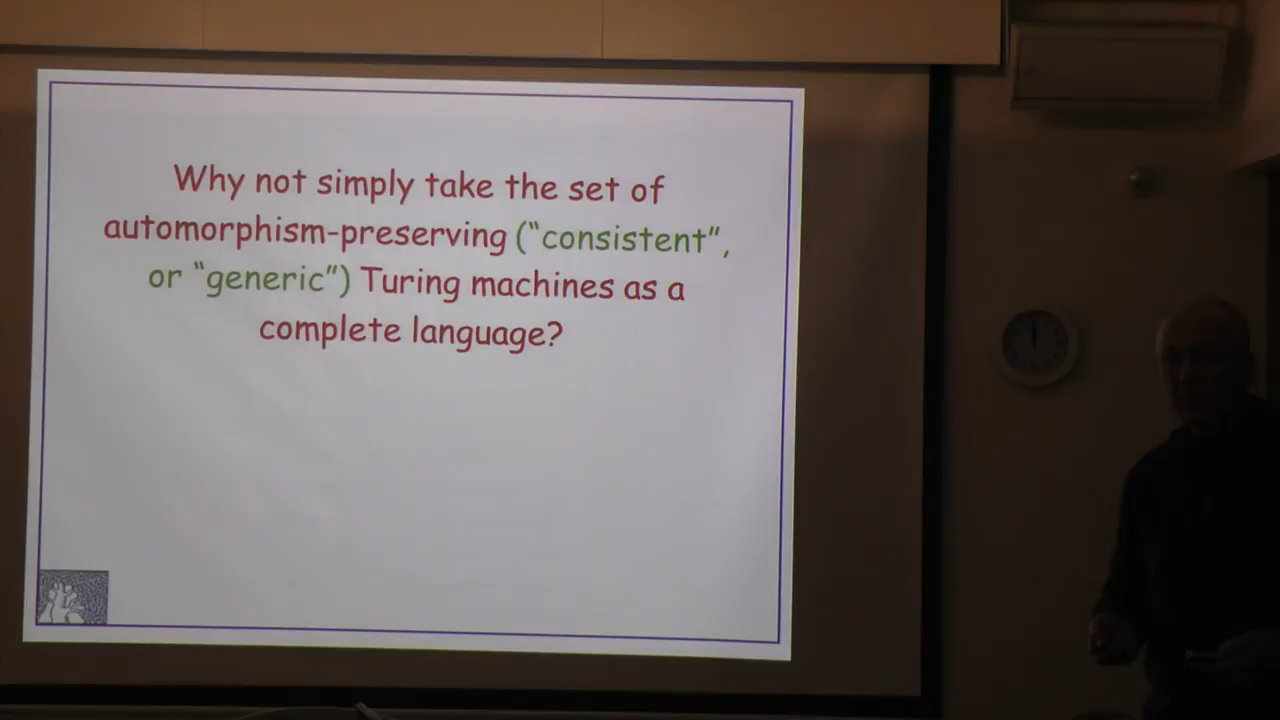 Why not simply take the set of
automorphism-preserving (“consistent”,
or “generic”) Turing machines as a
complete language?